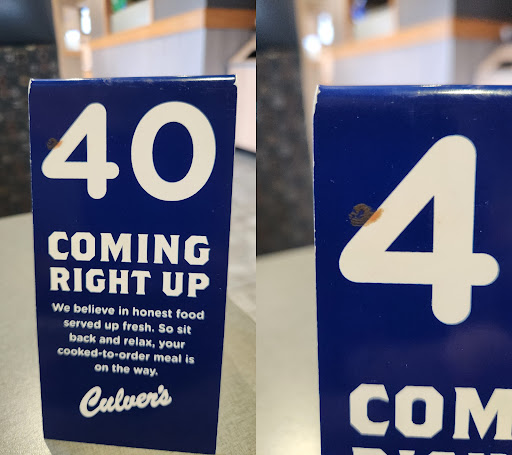 40
COMING
RIGHT UP
We believe in honest food
served up fresh. So sit
back and relax, your
cooked-to-order meal is
on the way.
Culver's
4
COM